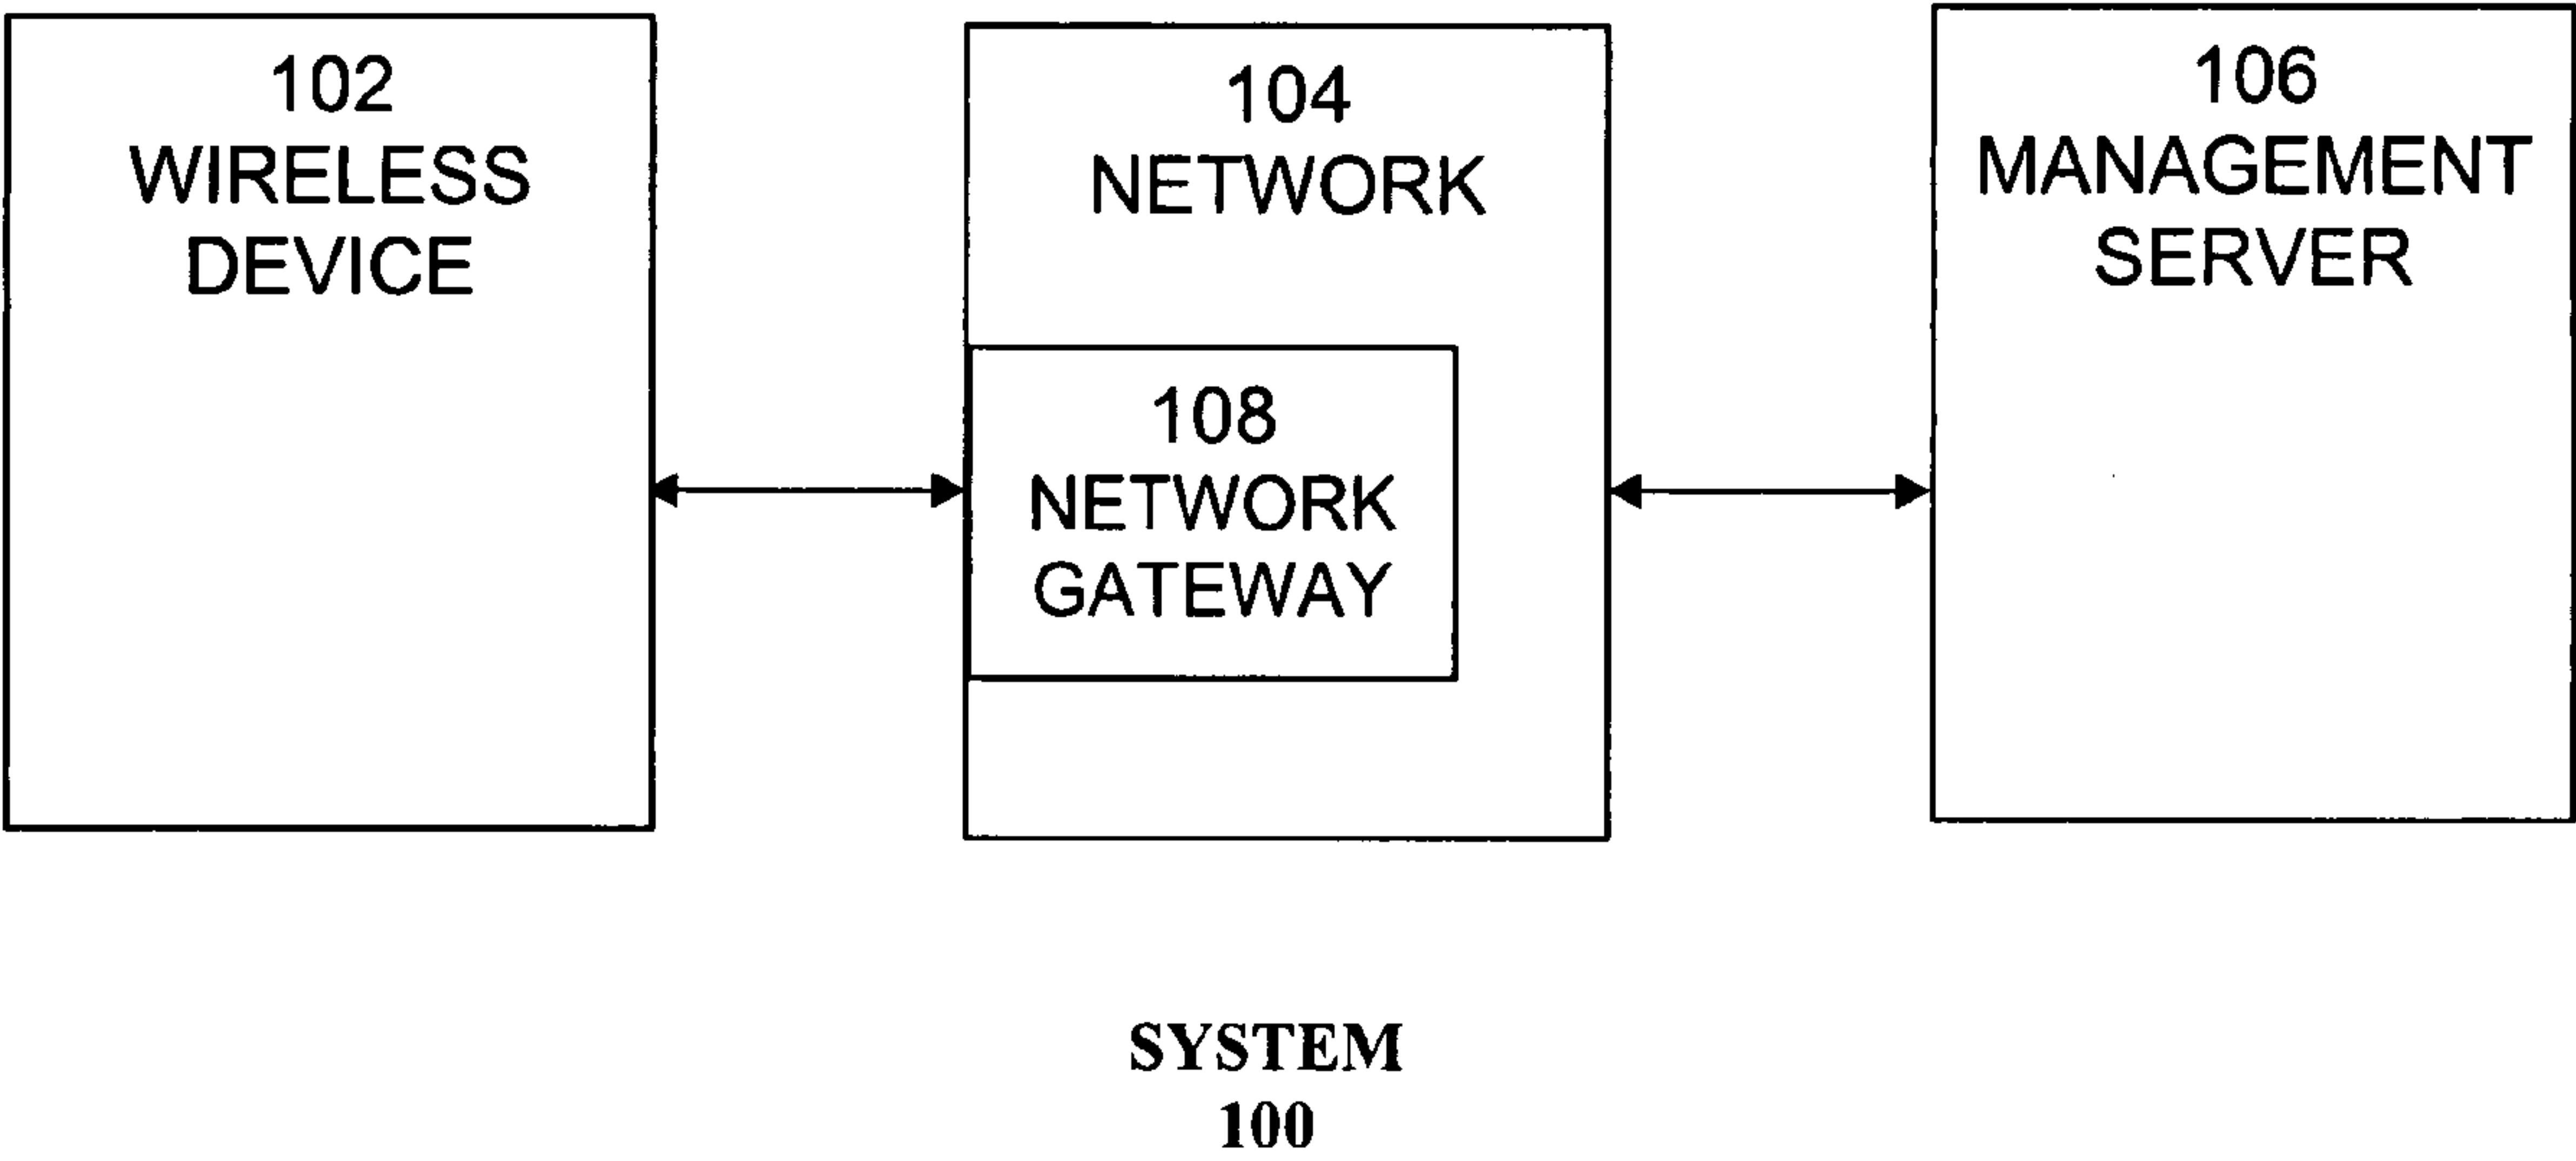 102
WIRELESS
DEVICE
104
NETWORK
108
NETWORK
GATEWAY
106
MANAGEMENT
SERVER
SYSTEM
100